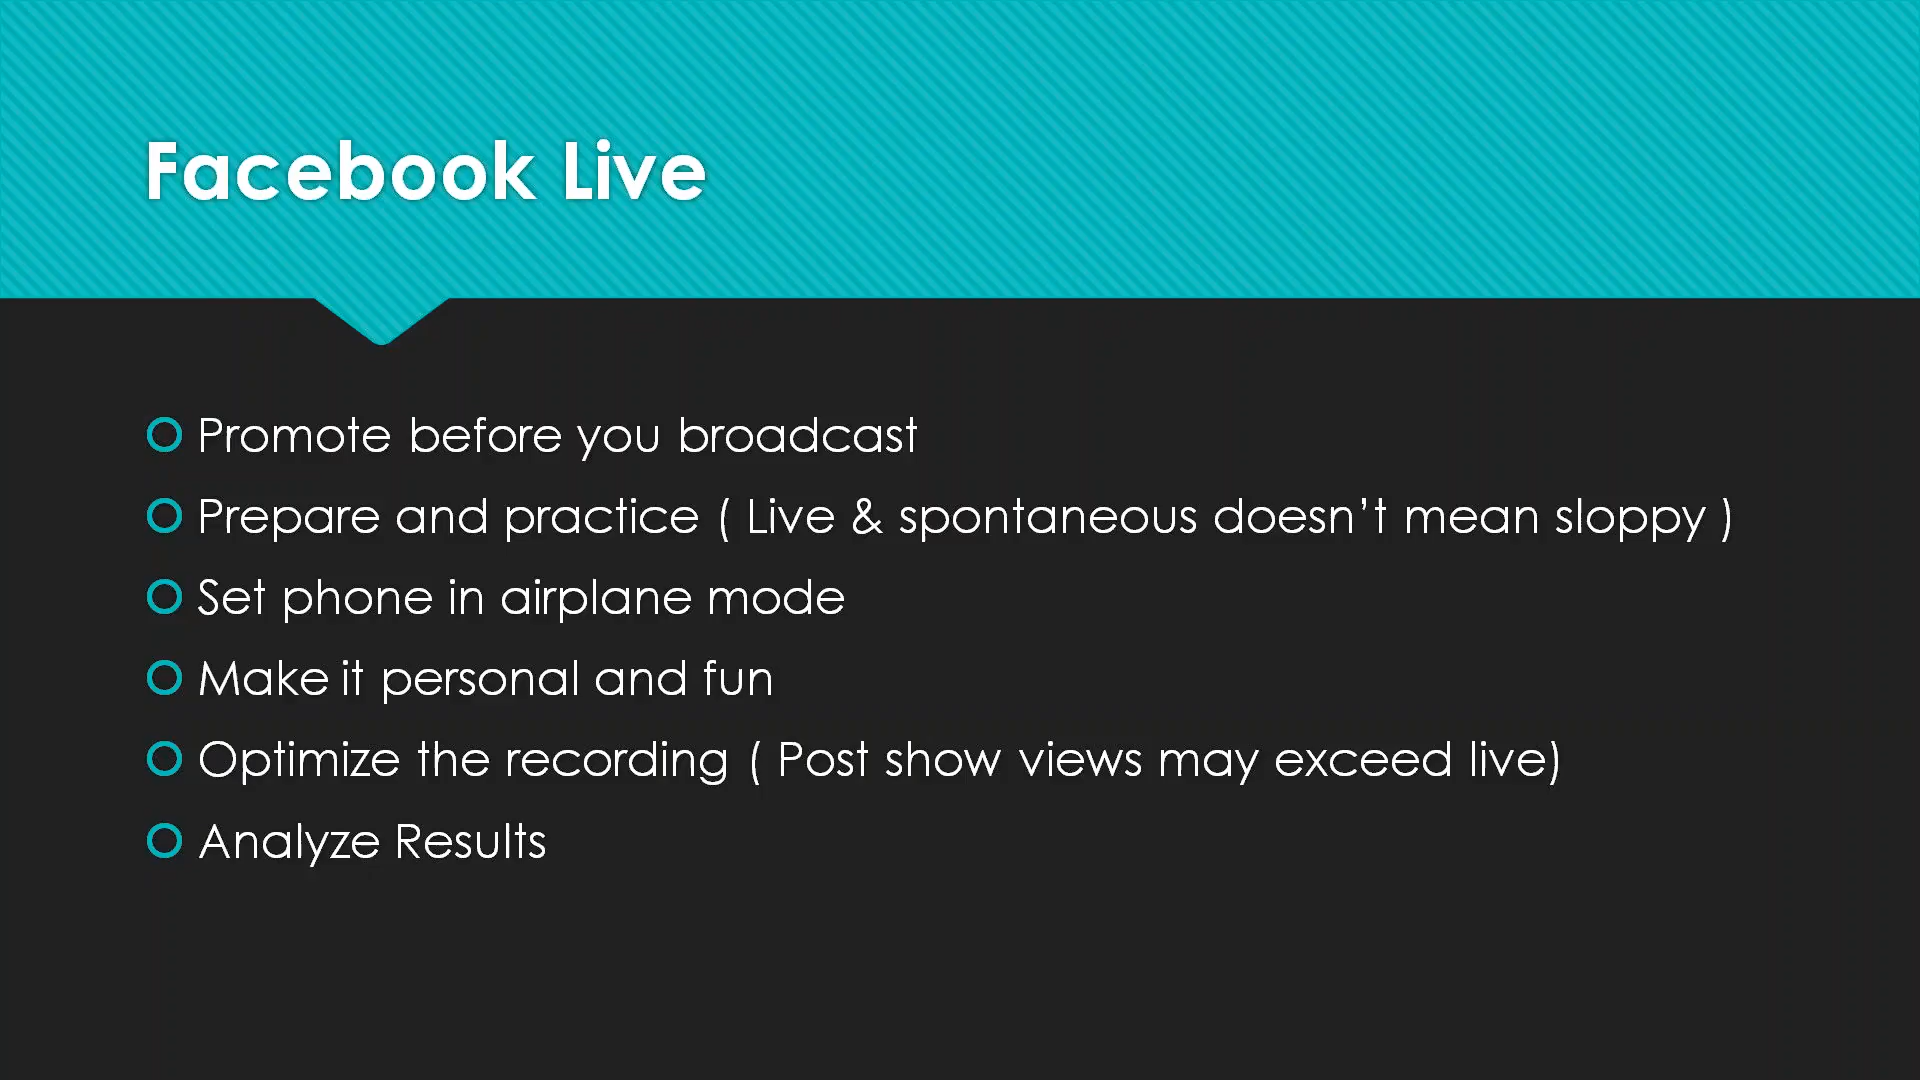 Facebook Live
Promote before you broadcast
Prepare and practice ( Live & spontaneous doesn’t mean sloppy )
Set phone in airplane mode
Make it personal and fun
Optimize the recording ( Post show views may exceed live)
Analyze Results